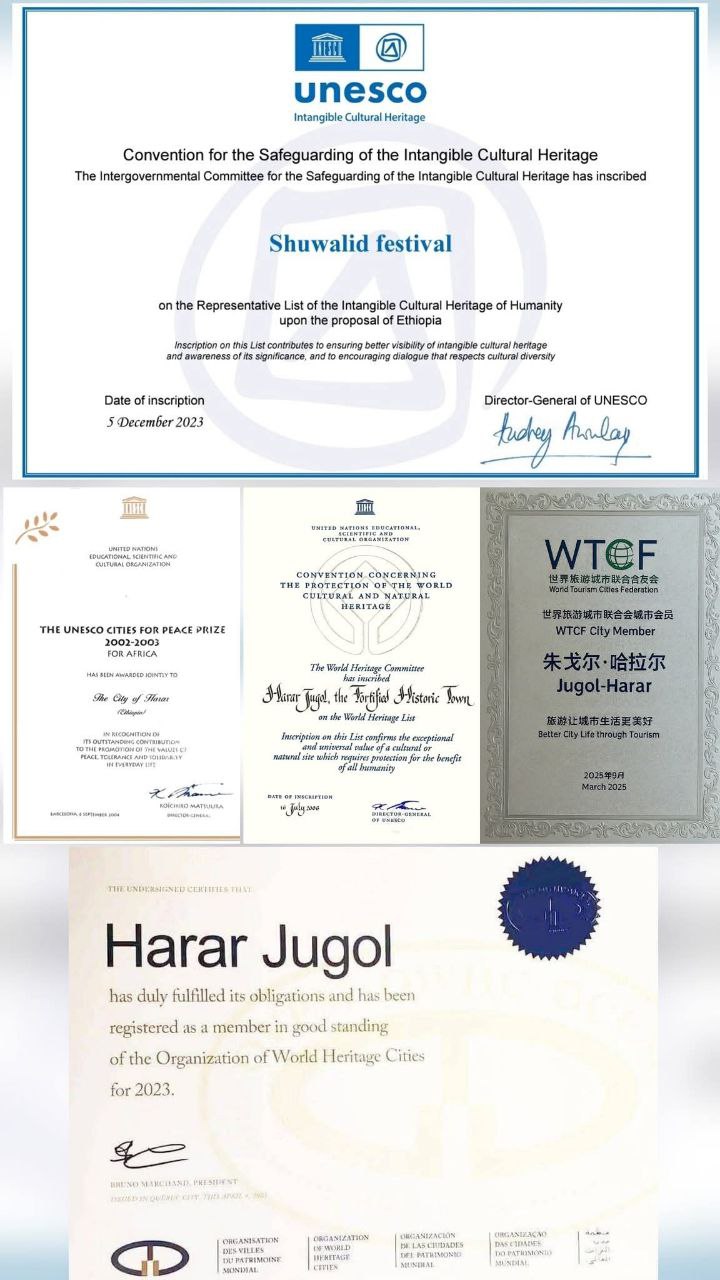 unesco
Intangible Cultural Heritage
Convention for the Safeguarding of the Intangible Cultural Heritage
The Intergovernmental Committee for the Safeguarding of the Intangible Cultural Heritage has inscribed
Shuwalid festival
on the Representative List of the Intangible Cultural Heritage of Humanity
upon the proposal of Ethiopia
Inscription on this List contributes to ensuring better visibility of intangible cultural heritage
and awareness of its significance, and to encouraging dialogue that respects cultural diversity
Date of inscription
5 December 2023
Director-General of UNESCO
UNITED NATIONS
EDUCATIONAL, SCIENTIFIC AND
CULTURAL ORGANIZATION
THE UNESCO CITIES FOR PEACE PRIZE
2002-2003
FOR AFRICA
HAS BEEN AWARDED JOINTLY TO
The City of Harar
(Ethiopia)
IN RECOGNITION OF
ITS OUTSTANDING CONTRIBUTION
TO THE PROMOTION OF THE VALUES OF
PEACE, TOLERANCE AND SOLIDARITY
IN EVERYDAY LIFE
KOÏCHIRO MATSUURA
BARCELONA, 8 SEPTEMBER 2004
DIRECTOR-GENERAL
UNITED NATIONS EDUCATIONAL,
SCIENTIFIC AND
CULTURAL ORGANIZATION
CONVENTION CONCERNING
THE PROTECTION OF THE WORLD
CULTURAL AND NATURAL
HERITAGE
The World Heritage Committee
has inscribed
Harar Jugol, the Fortified Historic Town
on the World Heritage List
Inscription on this List confirms the exceptional
and universal value of a cultural or
natural site which requires protection for the benefit
of all humanity
DATE OF INSCRIPTION
July 2006
DIRECTOR-GENERAL
OF UNESCO
WTCF
世界旅游城市联合会
World Tourism Cities Federation
世界旅游城市联合会城市会员
WTCF City Member
朱戈尔·哈拉尔
Jugol-Harar
旅游让城市生活更美好
Better City Life through Tourism
March 2025
THE UNDERSIGNED CERTIFIES THAT
Harar Jugol
has duly fulfilled its obligations and has been
registered as a member in good standing
of the Organization of World Heritage Cities
for 2023.
BRUNO MARCHAND, PRESIDENT
ISSUED IN QUÉBEC CITY, THIS APRIL
ORGANISATION
DES VILLES
DU PATRIMOINE
MONDIAL
ORGANIZATION
OF WORLD
HERITAGE
CITIES
ORGANIZACIÓN
DE LAS CIUDADES
DEL PATRIMONIO
MUNDIAL
ORGANIZAÇÃO
DAS CIDADES
DO PATRIMONIO
MUNDIAL